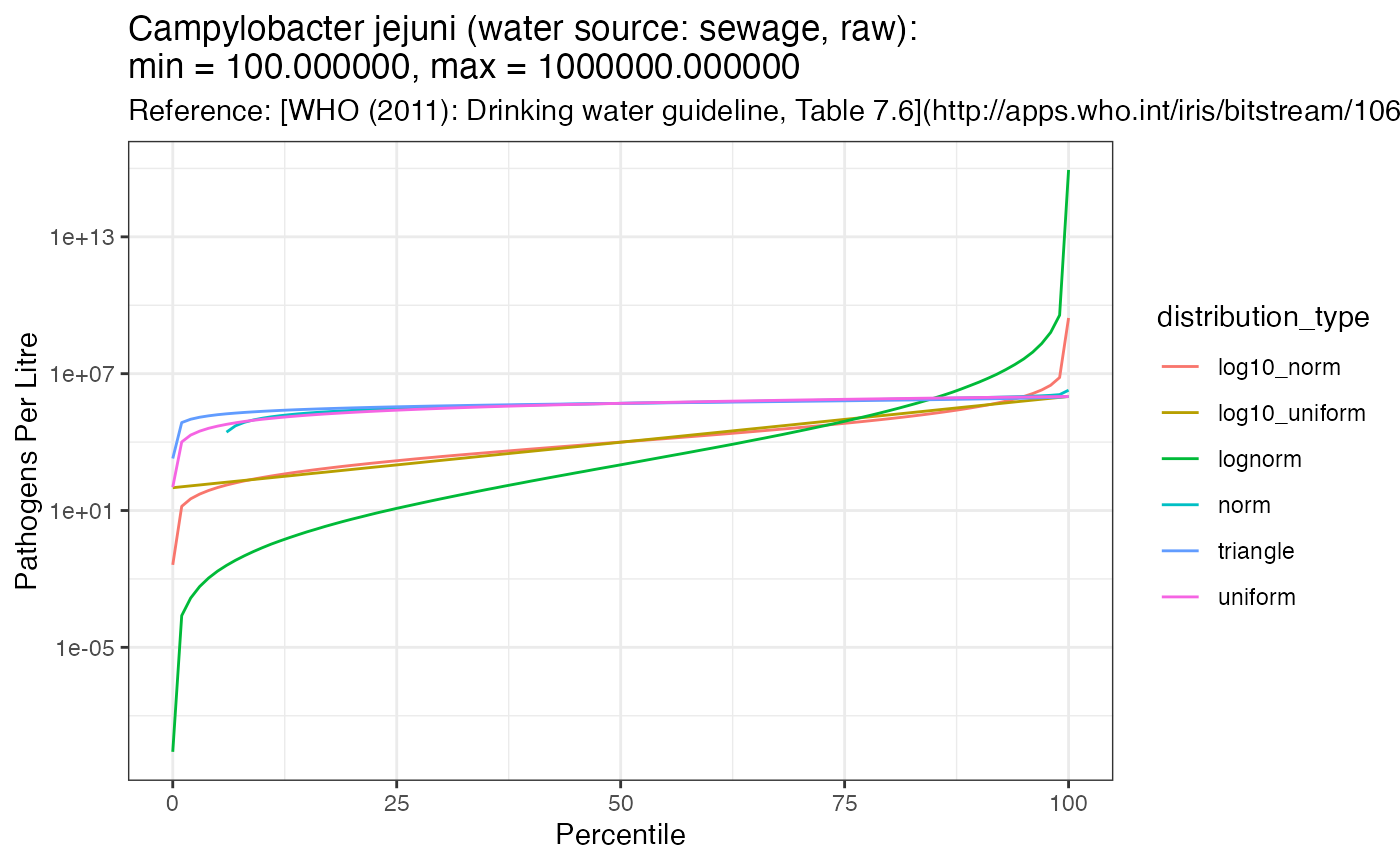 Campylobacter jejuni (water source: sewage, raw):
min = 100.000000, max = 1000000.000000
Reference: [WHO (2011): Drinking water guideline, Table 7.6](http://apps.who.int/iris/bitstream/106
1e+13
1e+07
1e+01
1e-05
Pathogens Per Litre
0 25 50 75 100
Percentile
distribution_type
log10_norm
log10_uniform
lognorm
norm
triangle
uniform